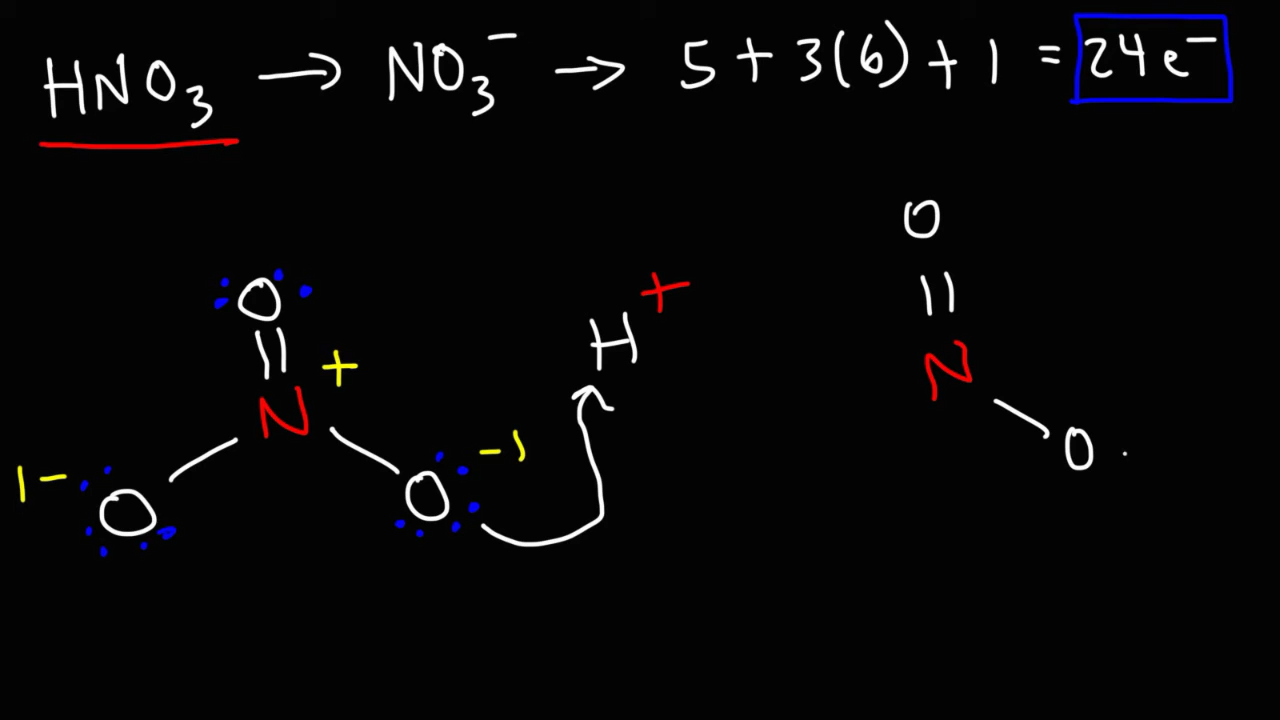 HNO₃ → NO₃⁻ → 5 + 3(6) + 1 = 24e⁻
O
O
H +
N +
N
1-
O
O
-1
O